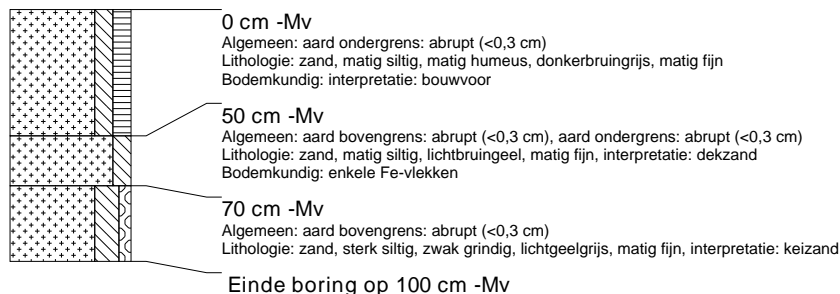 0 cm -Mv
Algemeen: aard ondergrens: abrupt (<0,3 cm)
Lithologie: zand, matig siltig, matig humeus, donkerbruingrijs, matig fijn
Bodemkundig: interpretatie: bouwvoor
50 cm -Mv
Algemeen: aard bovengrens: abrupt (<0,3 cm), aard ondergrens: abrupt (<0,3 cm)
Lithologie: zand, matig siltig, lichtbruingeel, matig fijn, interpretatie: dekzand
Bodemkundig: enkele Fe-vlekken
70 cm -Mv
Algemeen: aard bovengrens: abrupt (<0,3 cm)
Lithologie: zand, sterk siltig, zwak grindig, lichtgeelgrijs, matig fijn, interpretatie: keizand
Einde boring op 100 cm -Mv